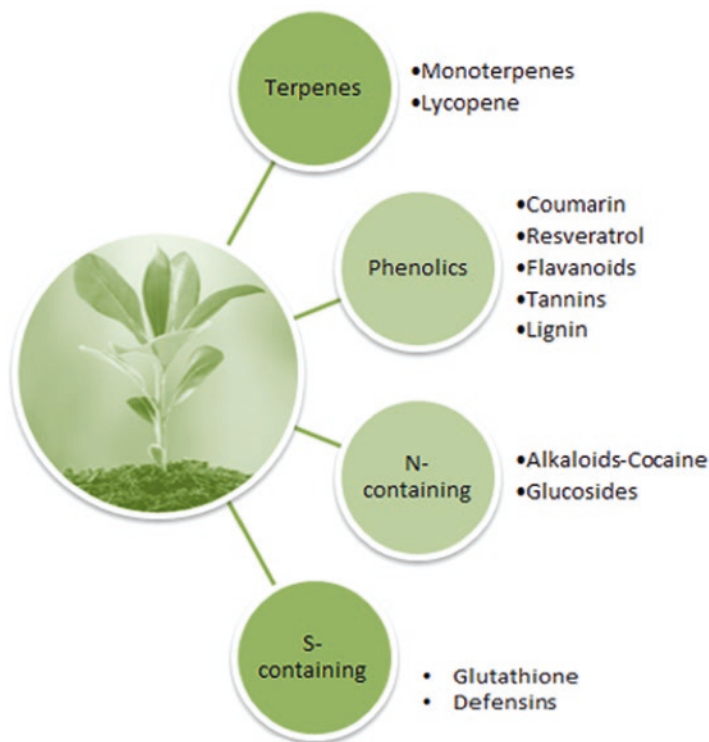 Terpenes
•Monoterpenes
•Lycopene
Phenolics
•Coumarin
•Resveratrol
•Flavanoids
•Tannins
•Lignin
N-
containing
•Alkaloids-Cocaine
•Glucosides
S-
containing
• Glutathione
• Defensins